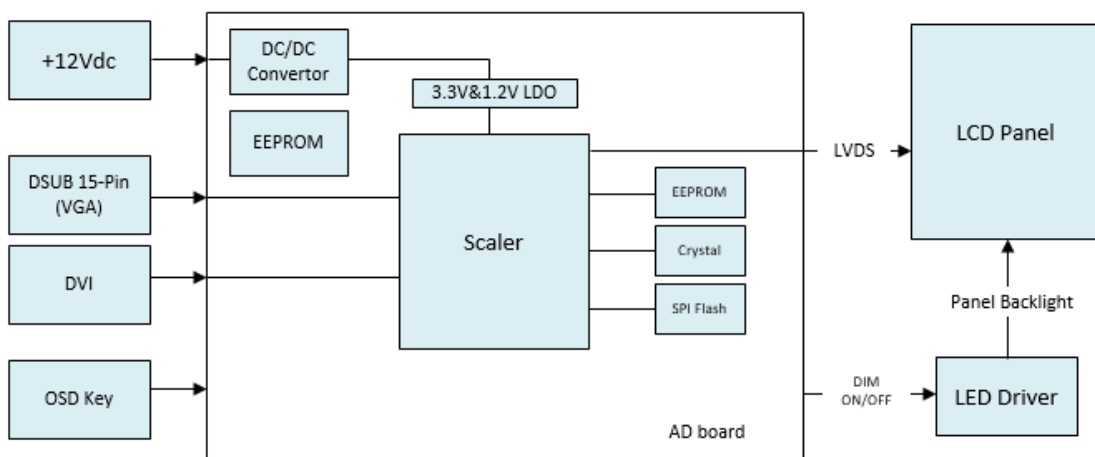 +12Vdc
DC/DC
Convertor
3.3V&1.2V LDO
EEPROM
DSUB 15-Pin
(VGA)
DVI
OSD Key
Scaler
EEPROM
Crystal
SPI Flash
LVDS
LCD Panel
Panel Backlight
DIM
ON/OFF
LED Driver
AD board